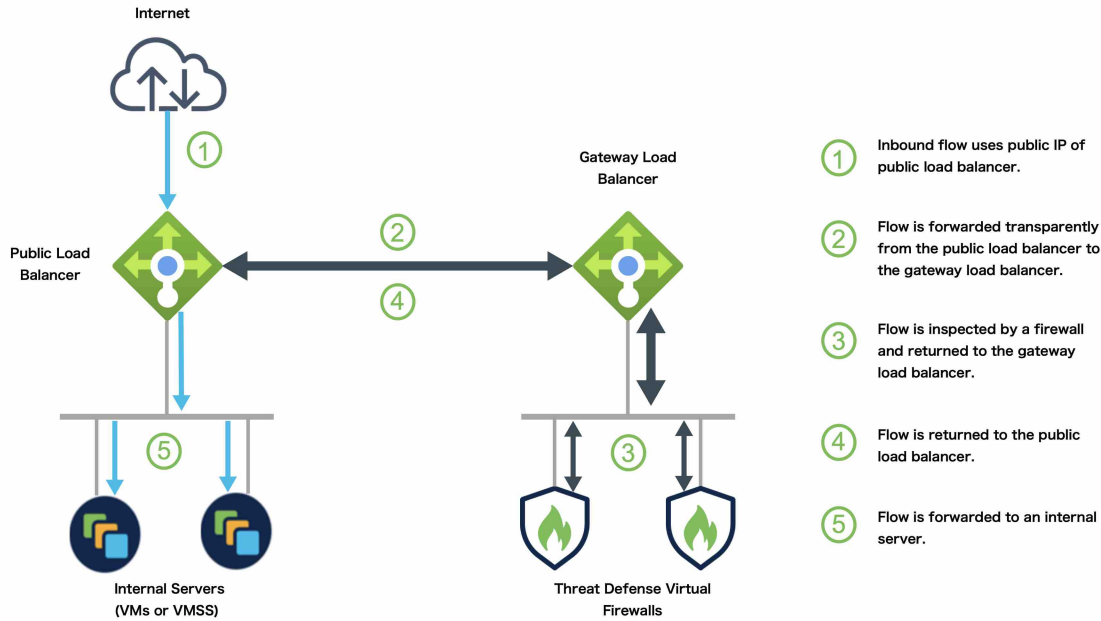 Internet
1
Gateway Load
Balancer
Public Load
Balancer
2
4
5
3
Internal Servers
(VMs or VMSS)
Threat Defense Virtual
Firewalls
1
Inbound flow uses public IP of
public load balancer.
2
Flow is forwarded transparently
from the public load balancer to
the gateway load balancer.
3
Flow is inspected by a firewall
and returned to the gateway
load balancer.
4
Flow is returned to the public
load balancer.
5
Flow is forwarded to an internal
server.